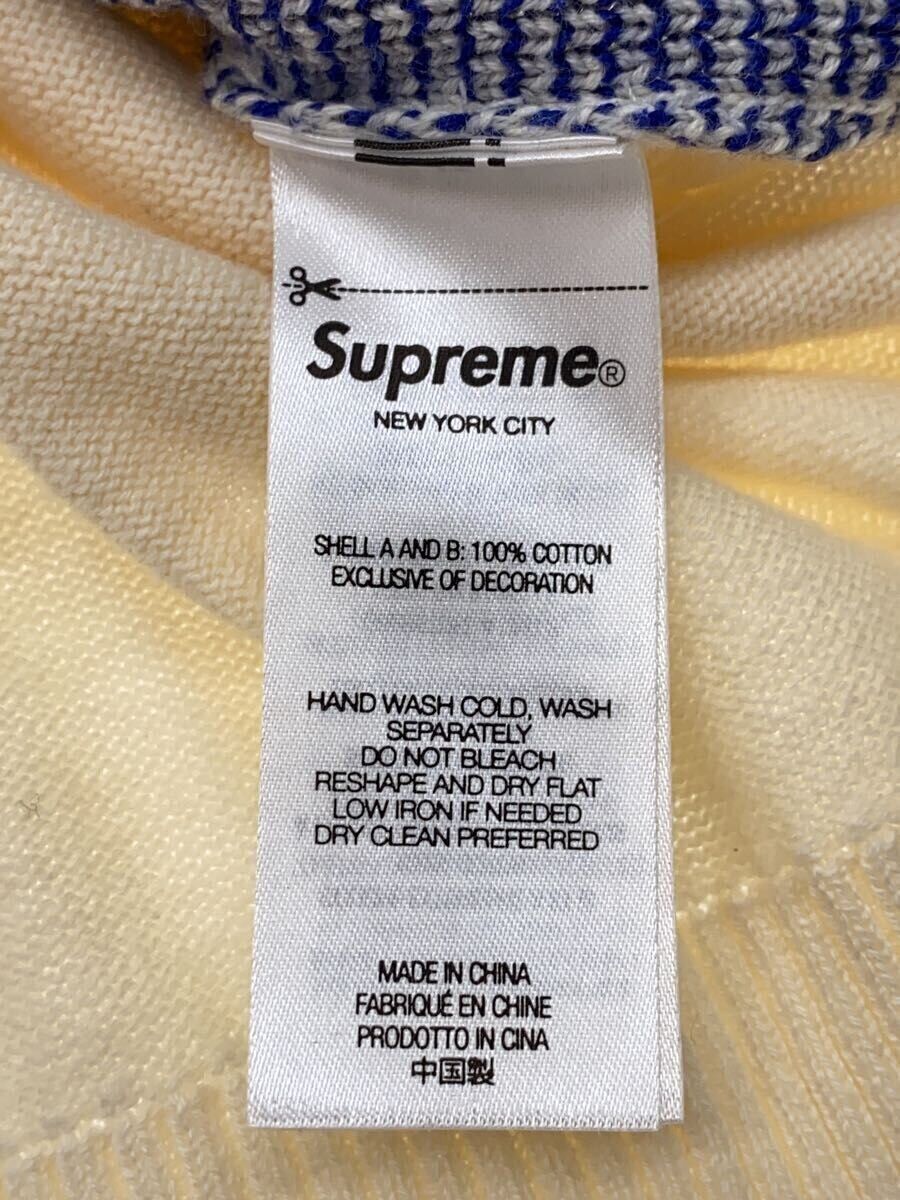 Supreme®
NEW YORK CITY
SHELL A AND B: 100% COTTON
EXCLUSIVE OF DECORATION
HAND WASH COLD, WASH
SEPARATELY
DO NOT BLEACH
RESHAPE AND DRY FLAT
LOW IRON IF NEEDED
DRY CLEAN PREFERRED
MADE IN CHINA
FABRIQUÉ EN CHINE
PRODOTTO IN CINA
中国製